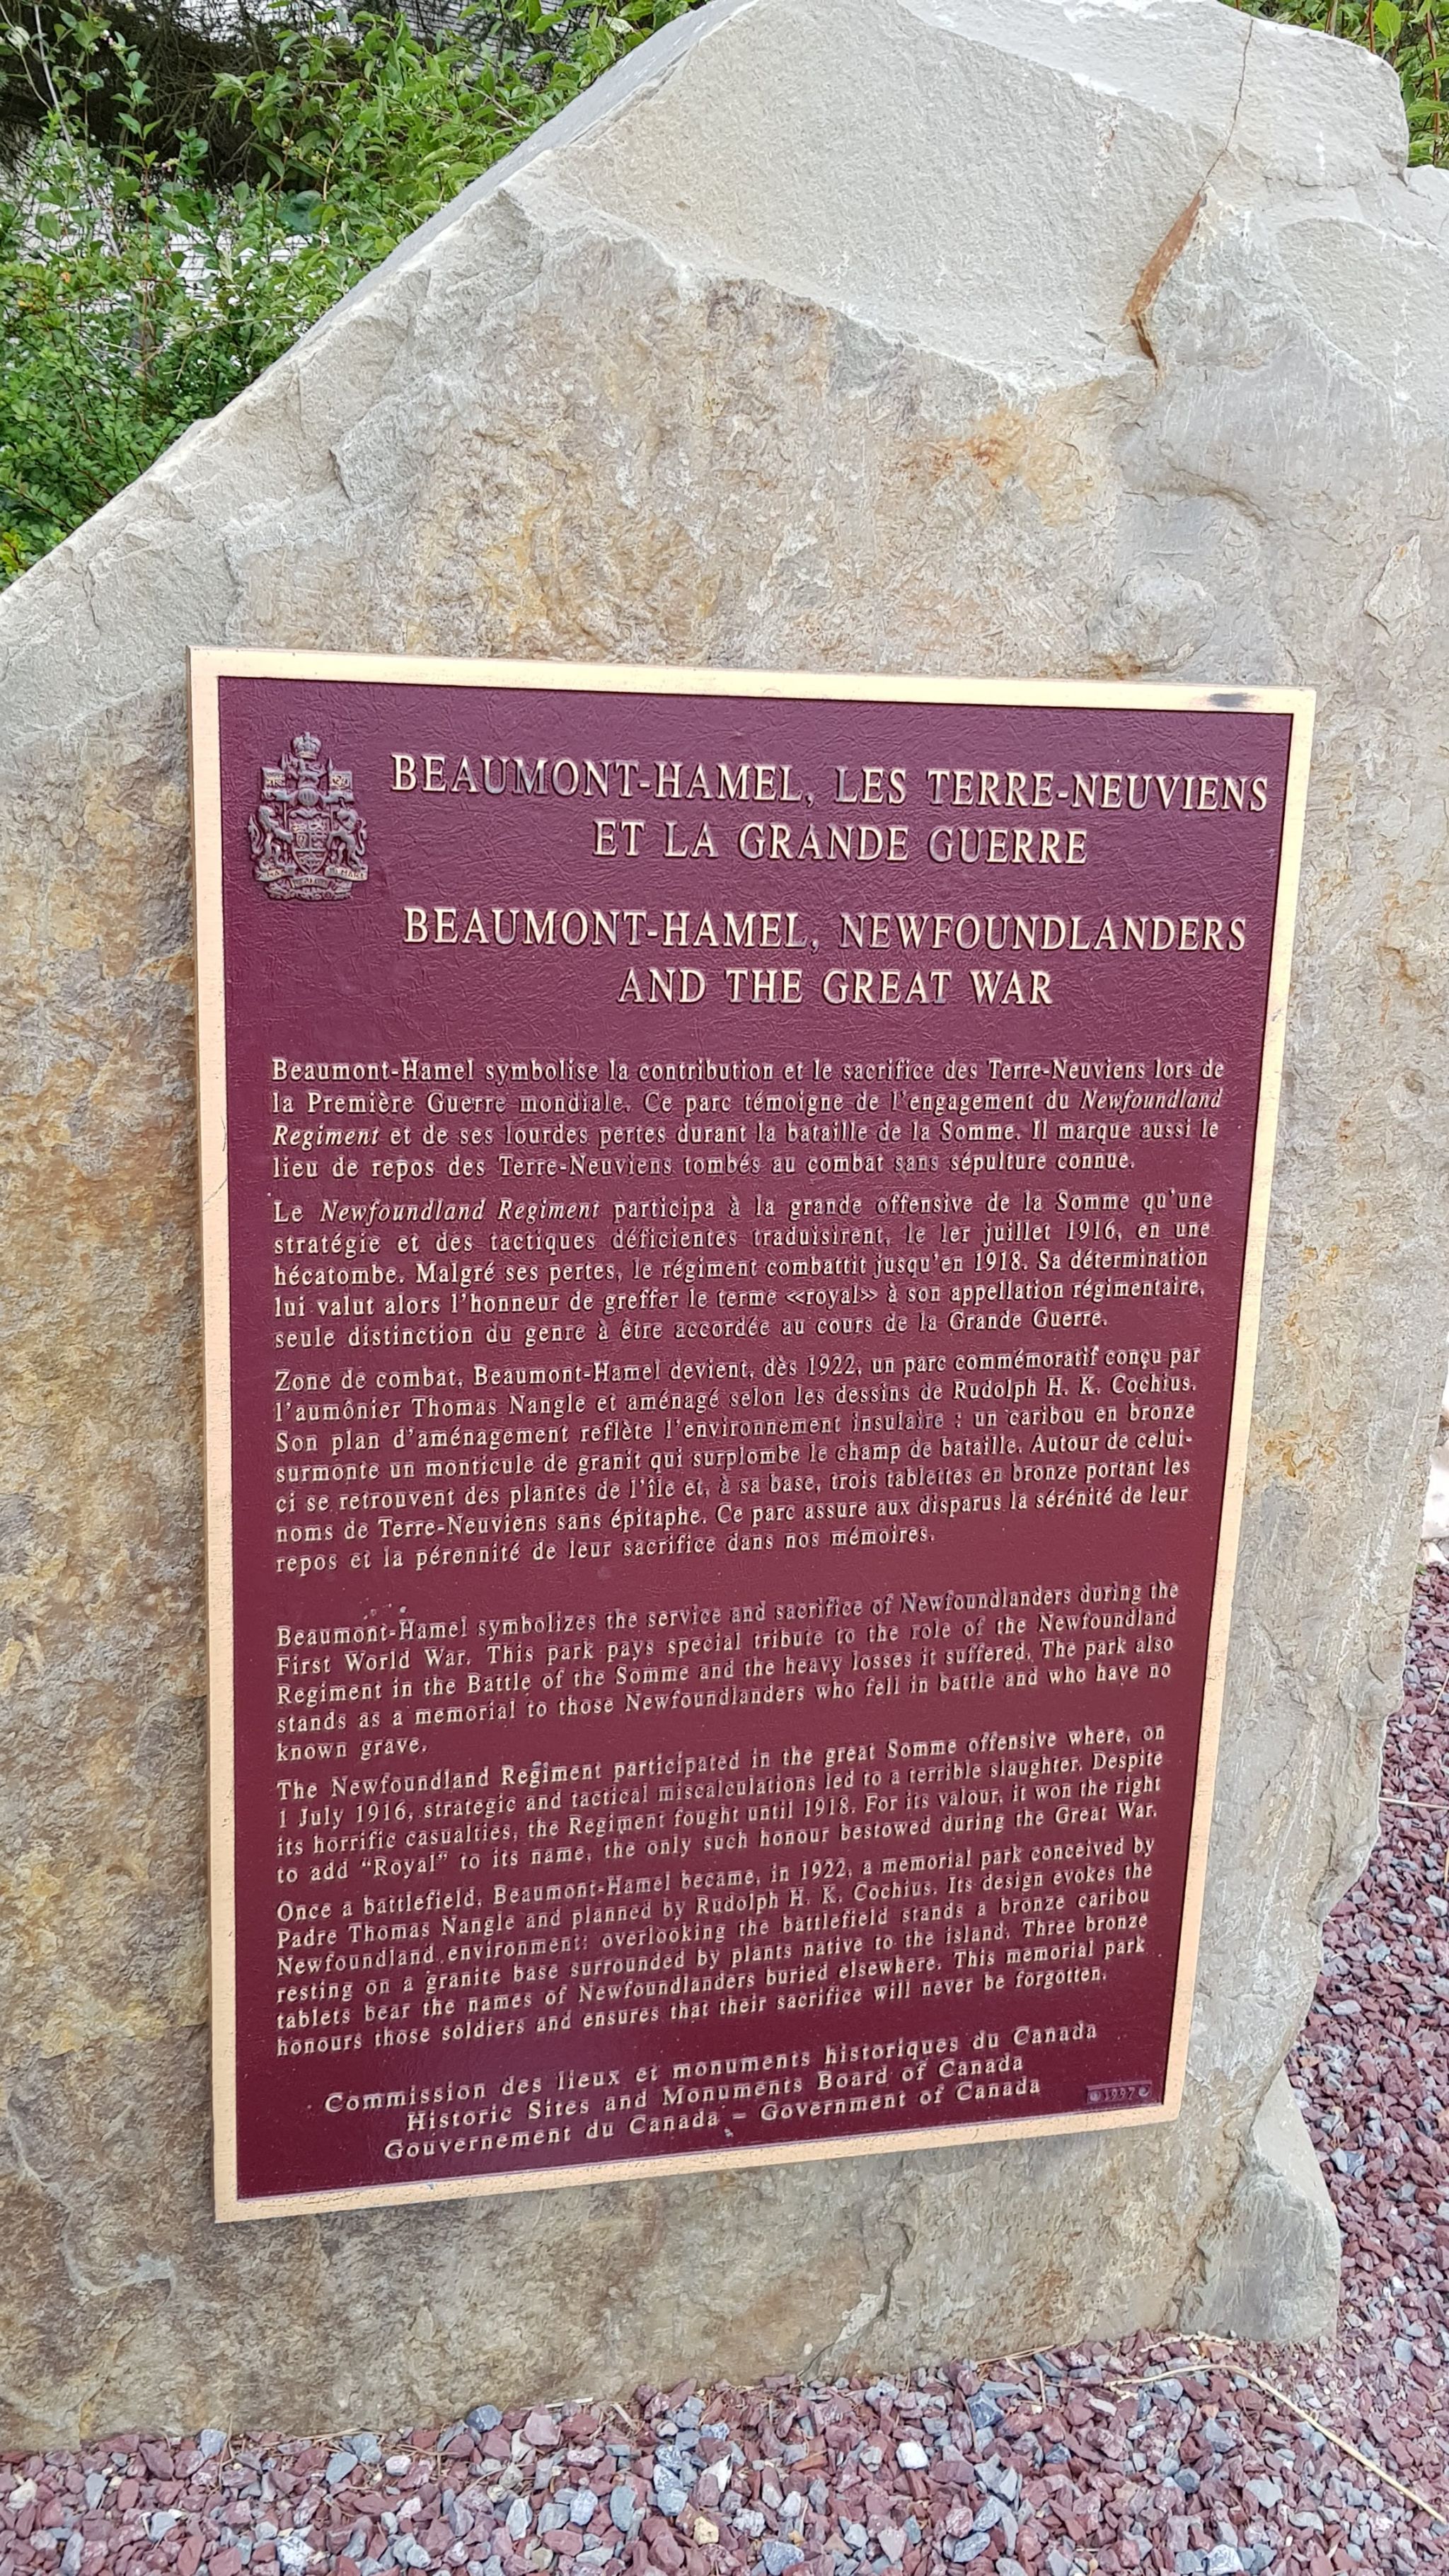 BEAUMONT-HAMEL, LES TERRE-NEUVIENS
ET LA GRANDE GUERRE
BEAUMONT-HAMEL, NEWFOUNDLANDERS
AND THE GREAT WAR
Beaumont-Hamel symbolise la contribution et le sacrifice des Terre-Neuviens lors de
la Première Guerre mondiale. Ce parc témoigne de l'engagement du Newfoundland
Regiment et de ses lourdes pertes durant la bataille de la Somme. Il marque aussi le
lieu de repos des Terre-Neuviens tombés au combat sans sépulture connue.
Le Newfoundland Regiment participa à la grande offensive de la Somme qu'une
stratégie et des tactiques déficientes traduisirent, le 1er juillet 1916, en une
hécatombe. Malgré ses pertes, le régiment combattit jusqu'en 1918. Sa détermination
lui valut alors l'honneur de greffer le terme «royal» à son appellation régimentaire,
seule distinction du genre à être accordée au cours de la Grande Guerre.
Zone de combat, Beaumont-Hamel devient, dès 1922, un parc commémoratif conçu par
l'aumônier Thomas Nangle et aménagé selon les dessins de Rudolph H. K. Cochius.
Son plan d'aménagement reflète l'environnement insulaire : un caribou en bronze
surmonte un monticule de granit qui surplombe le champ de bataille. Autour de celui-
ci se retrouvent des plantes de l'île et, à sa base, trois tablettes en bronze portant les
noms de Terre-Neuviens sans épitaphe. Ce parc assure aux disparus la sérénité de leur
repos et la pérennité de leur sacrifice dans nos mémoires.
Beaumont-Hamel symbolizes the service and sacrifice of Newfoundlanders during the
First World War. This park pays special tribute to the role of the Newfoundland
Regiment in the Battle of the Somme and the heavy losses it suffered. The park also
stands as a memorial to those Newfoundlanders who fell in battle and who have no
known grave.
The Newfoundland Regiment participated in the great Somme offensive where, on
1 July 1916, strategic and tactical miscalculations led to a terrible slaughter. Despite
its horrific casualties, the Regiment fought until 1918. For its valour, it won the right
to add "Royal" to its name, the only such honour bestowed during the Great War.
Once a battlefield, Beaumont-Hamel became, in 1922, a memorial park conceived by
Padre Thomas Nangle and planned by Rudolph H. K. Cochius. Its design evokes the
Newfoundland environment: overlooking the battlefield stands a bronze caribou
resting on a granite base surrounded by plants native to the island. Three bronze
tablets bear the names of Newfoundlanders buried elsewhere. This memorial park
honours those soldiers and ensures that their sacrifice will never be forgotten.
Commission des lieux et monuments historiques du Canada
Historic Sites and Monuments Board of Canada
Gouvernement du Canada – Government of Canada
1997